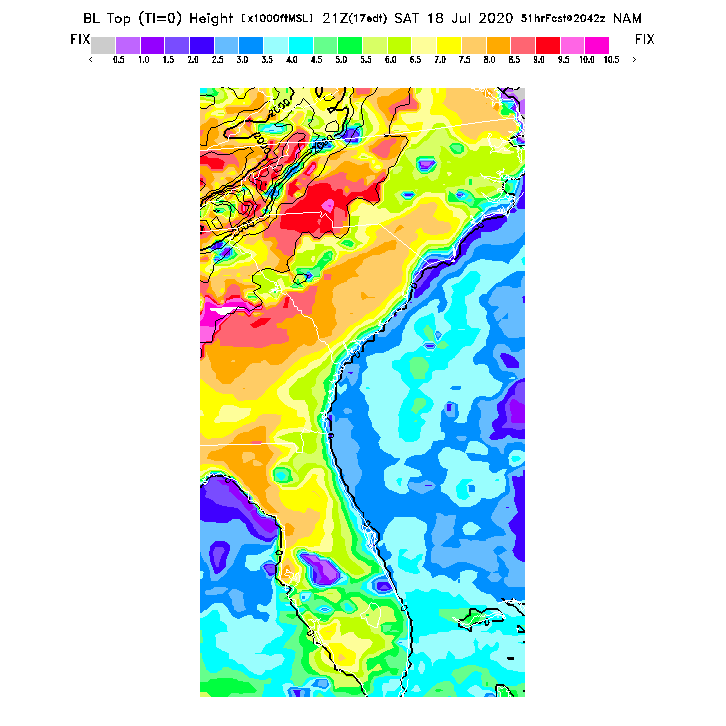 BL Top (TI=0) Height [x1000ftMSL] 21Z(17edt) SAT 18 Jul 2020 51hrFcst@2042z NAM
FIX FIX
< 0.5 1.0 1.5 2.0 2.5 3.0 3.5 4.0 4.5 5.0 5.5 6.0 6.5 7.0 7.5 8.0 8.5 9.0 9.5 10.0 10.5 >
2000